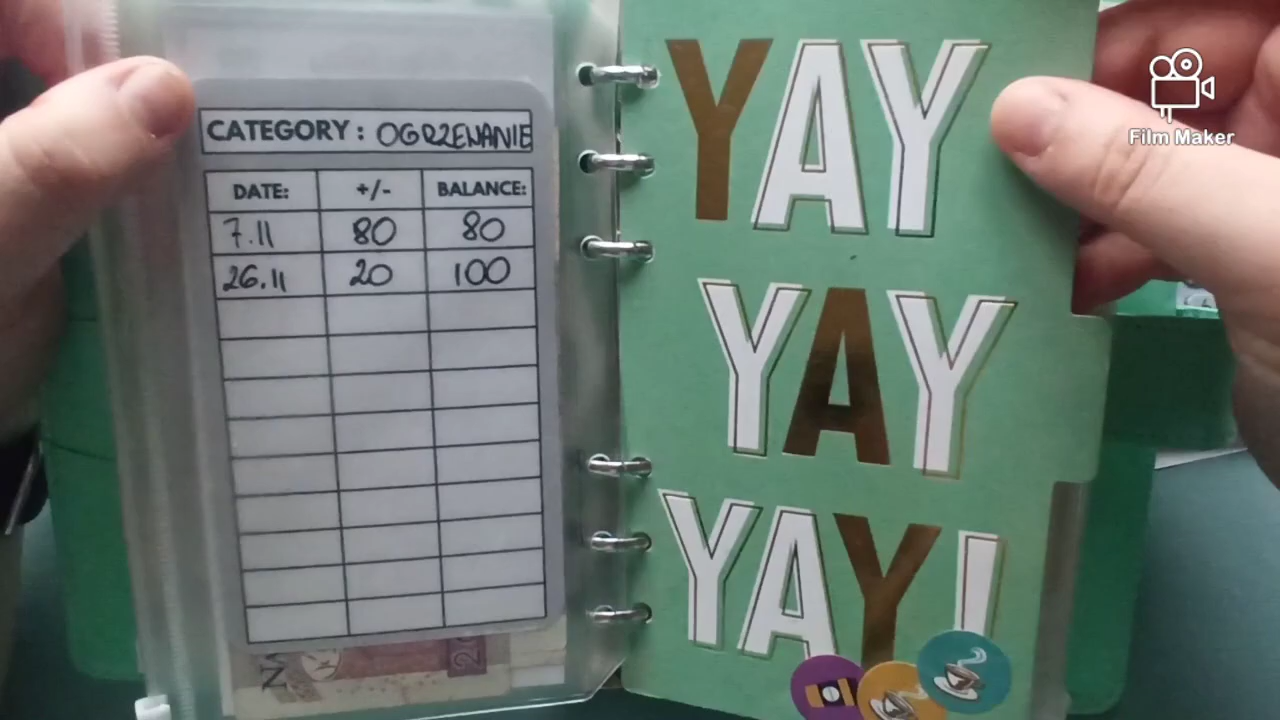 CATEGORY: OGRZEWANIE
DATE: +/- BALANCE:
7.11 80 80
26.11 20 100
YAY
YAY
YAY!
Film Maker